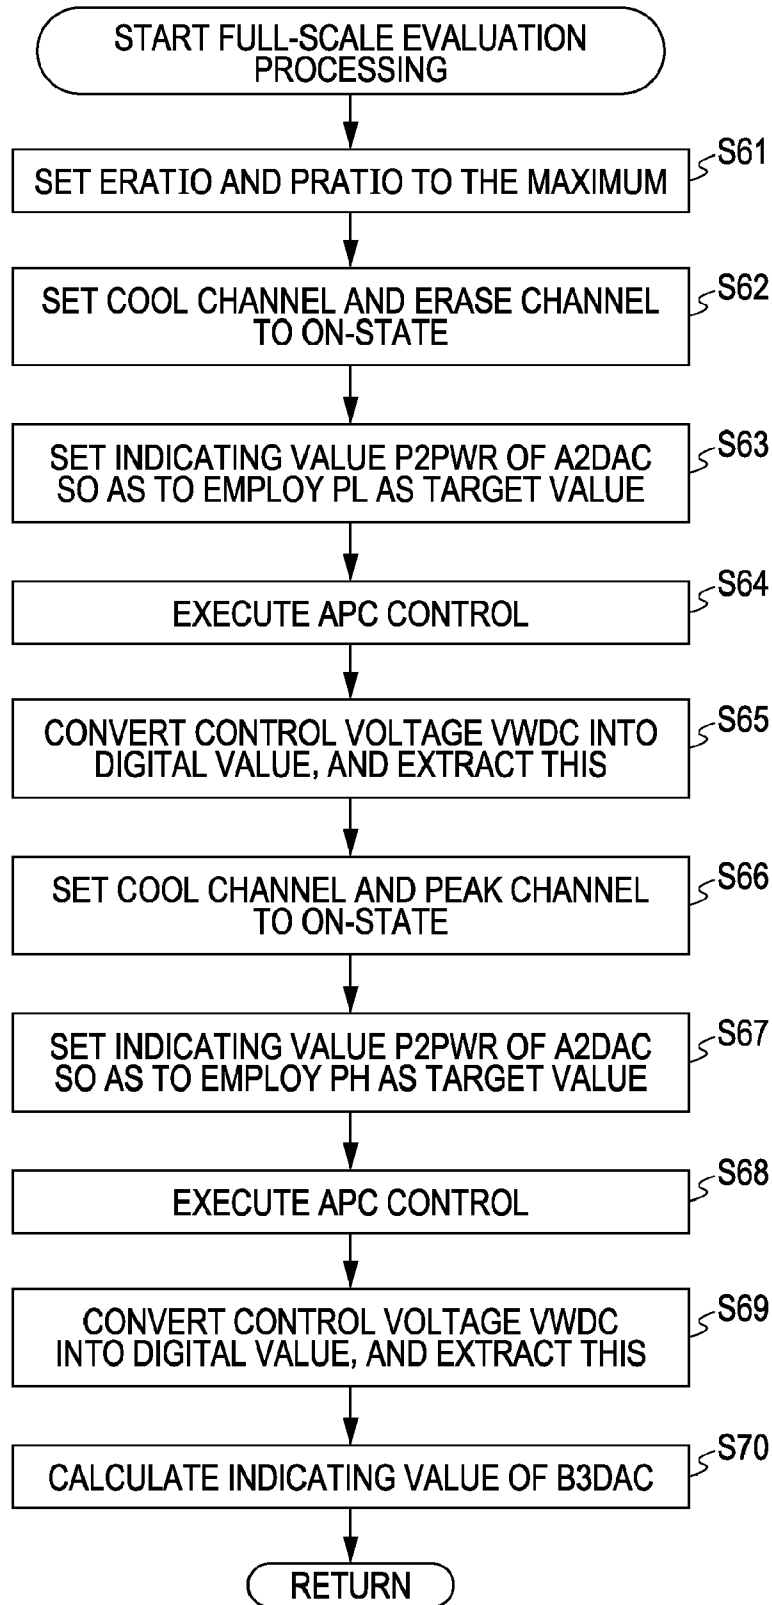 START FULL-SCALE EVALUATION
PROCESSING
S61
SET ERATIO AND PRATIO TO THE MAXIMUM
S62
SET COOL CHANNEL AND ERASE CHANNEL
TO ON-STATE
S63
SET INDICATING VALUE P2PWR OF A2DAC
SO AS TO EMPLOY PL AS TARGET VALUE
S64
EXECUTE APC CONTROL
S65
CONVERT CONTROL VOLTAGE VWDC INTO
DIGITAL VALUE, AND EXTRACT THIS
S66
SET COOL CHANNEL AND PEAK CHANNEL
TO ON-STATE
S67
SET INDICATING VALUE P2PWR OF A2DAC
SO AS TO EMPLOY PH AS TARGET VALUE
S68
EXECUTE APC CONTROL
S69
CONVERT CONTROL VOLTAGE VWDC
INTO DIGITAL VALUE, AND EXTRACT THIS
S70
CALCULATE INDICATING VALUE OF B3DAC
RETURN